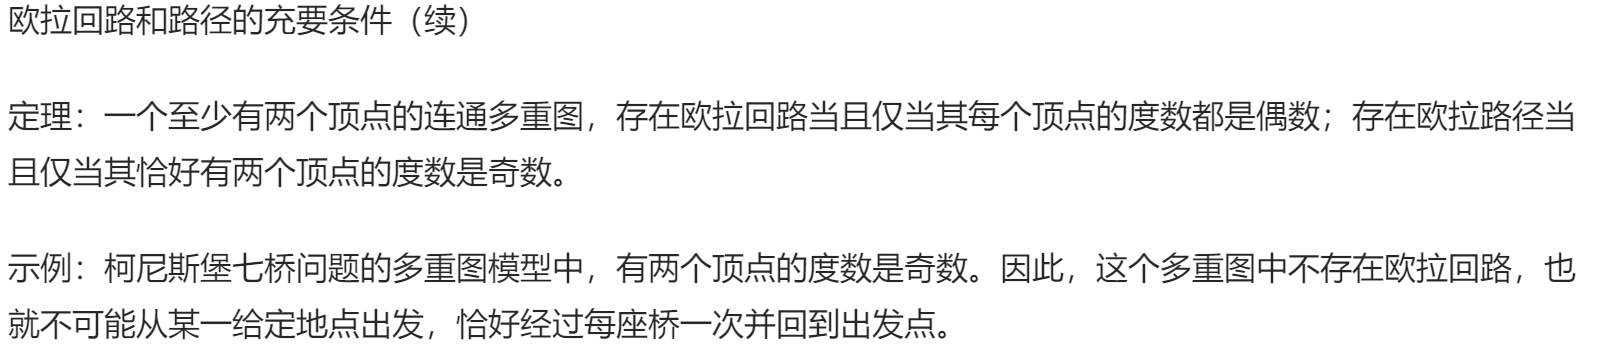 欧拉回路和路径的充要条件（续）
定理：一个至少有两个顶点的连通多重图，存在欧拉回路当且仅当其每个顶点的度数都是偶数；存在欧拉路径当
且仅当其恰好有两个顶点的度数是奇数。
示例：柯尼斯堡七桥问题的多重图模型中，有两个顶点的度数是奇数。因此，这个多重图中不存在欧拉回路，也
就不可能从某一给定地点出发，恰好经过每座桥一次并回到出发点。